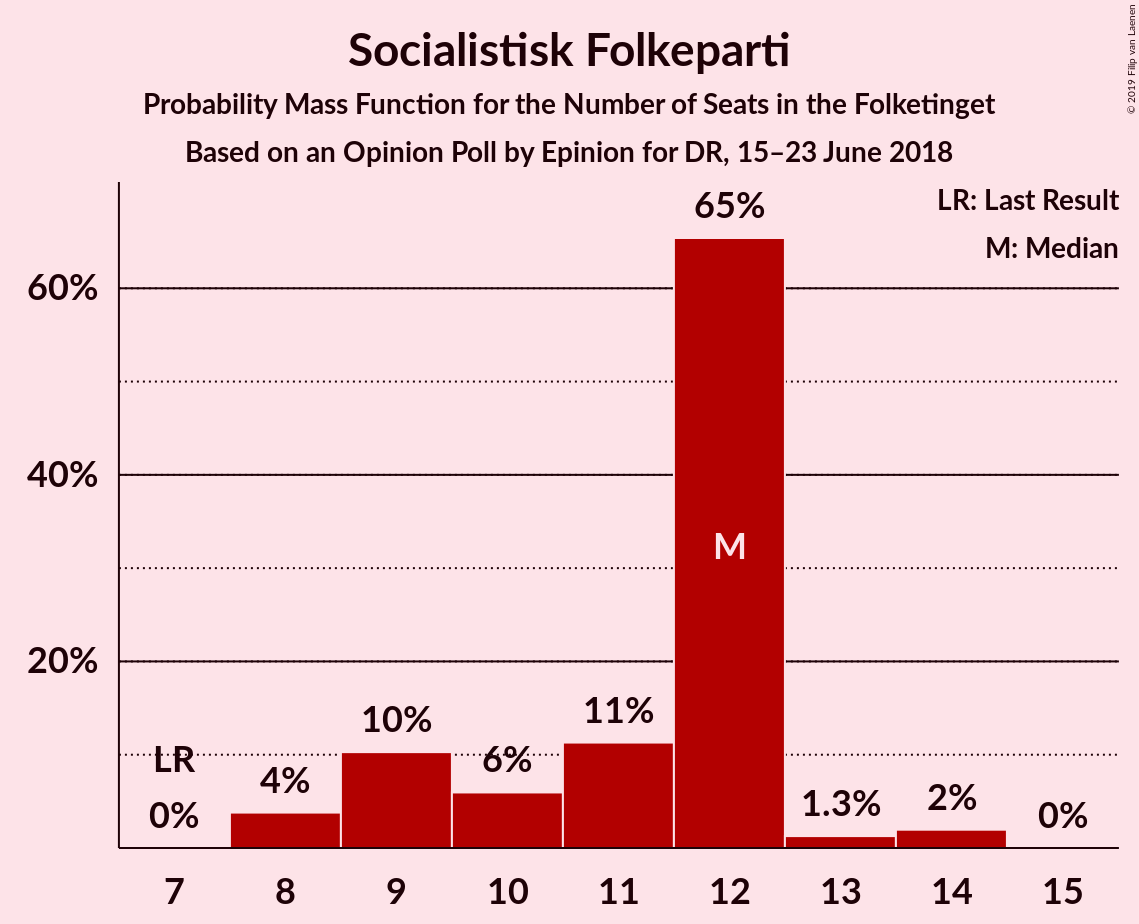 Socialistisk Folkeparti
Probability Mass Function for the Number of Seats in the Folketinget
Based on an Opinion Poll by Epinion for DR, 15–23 June 2018
© 2019 Filip van Laenen
LR: Last Result
M: Median
65%
60%
40%
M
20%
11%
10%
LR
6%
4%
0%
1.3%
2%
0%
7 8 9 10 11 12 13 14 15